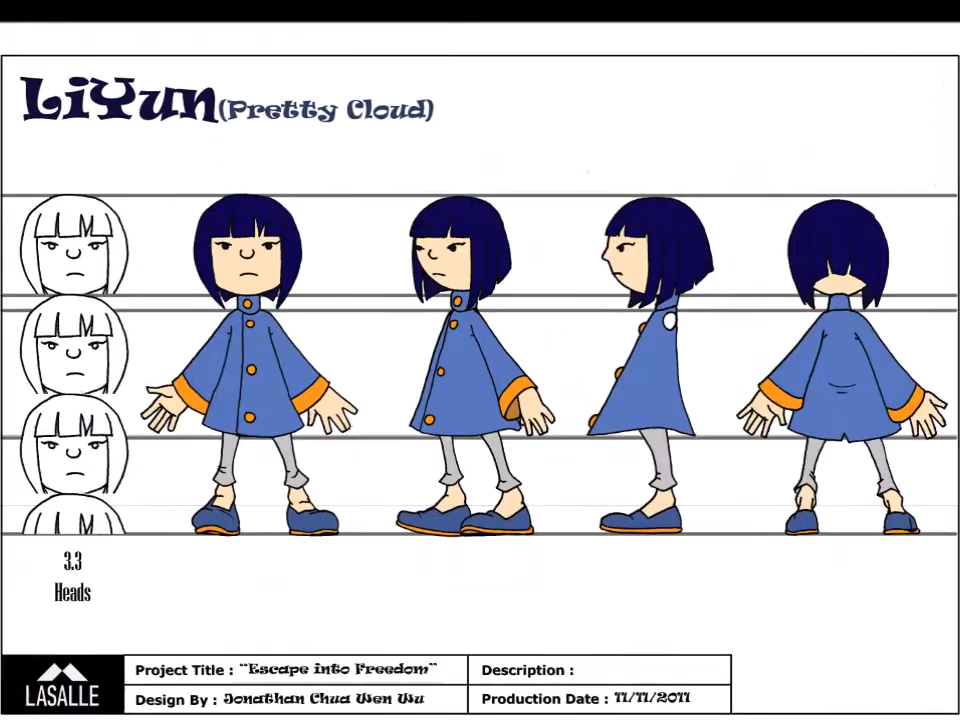 LiYun(Pretty Cloud)
3.3
Heads
LASALLE
Project Title : "Escape into Freedom"
Description :
Design By : Jonathan Chua Wen Wu
Production Date : 11/11/2011